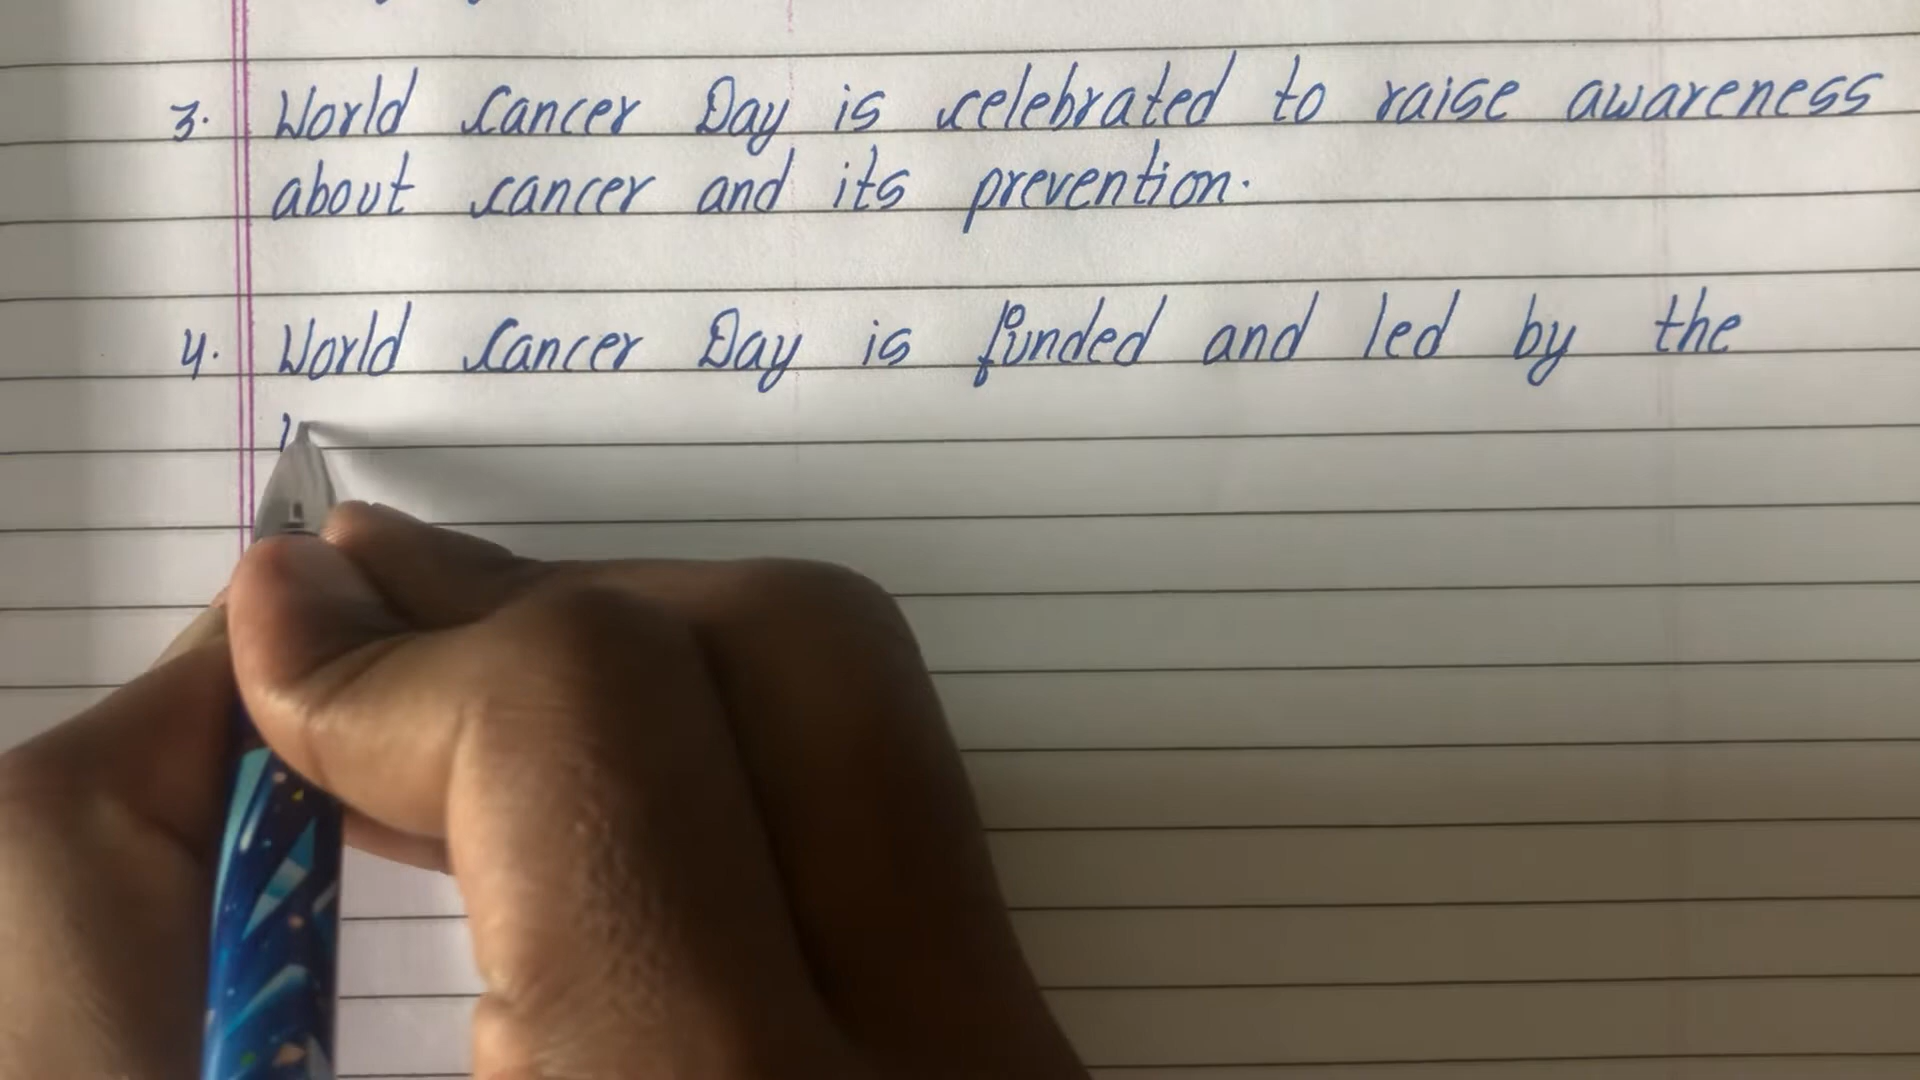 3. World Cancer Day is celebrated to raise awareness
about cancer and its prevention.
4. World Cancer Day is funded and led by the